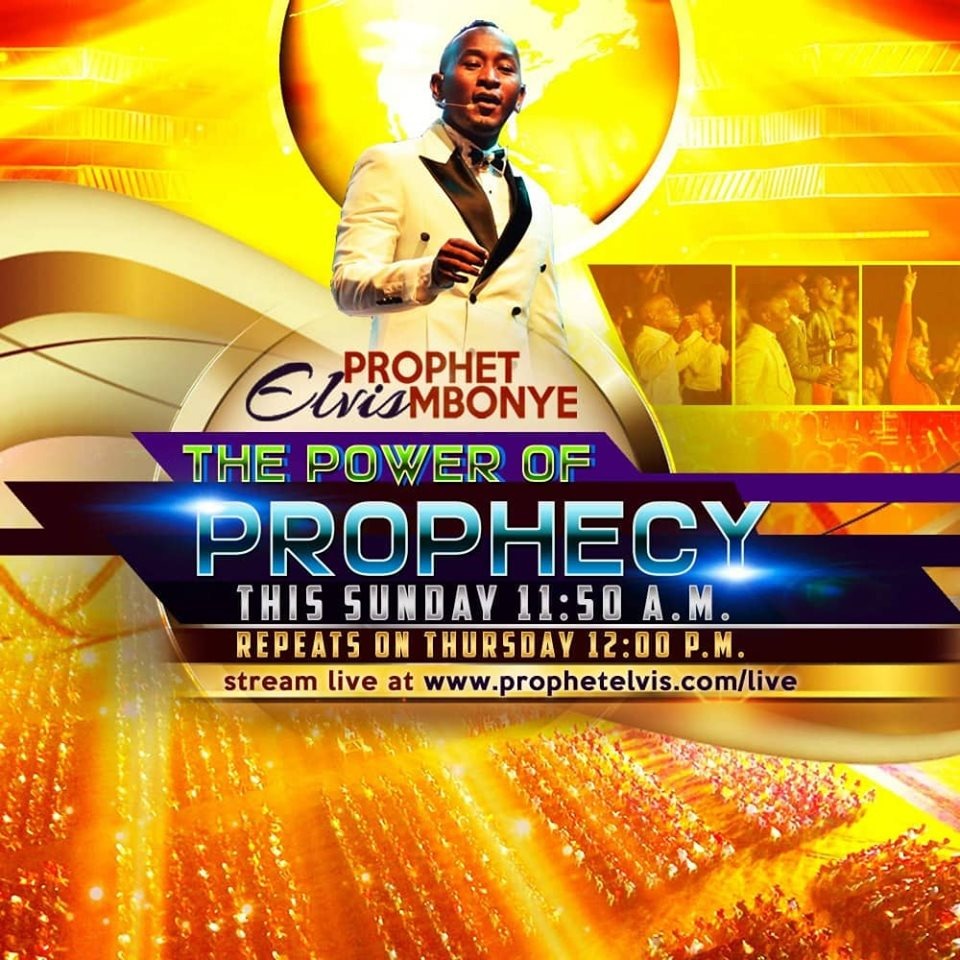 PROPHET
Elvis MBONYE
THE POWER OF
PROPHECY
THIS SUNDAY 11:50 A.M.
REPEATS ON THURSDAY 12:00 P.M.
stream live at www.prophetelvis.com/live